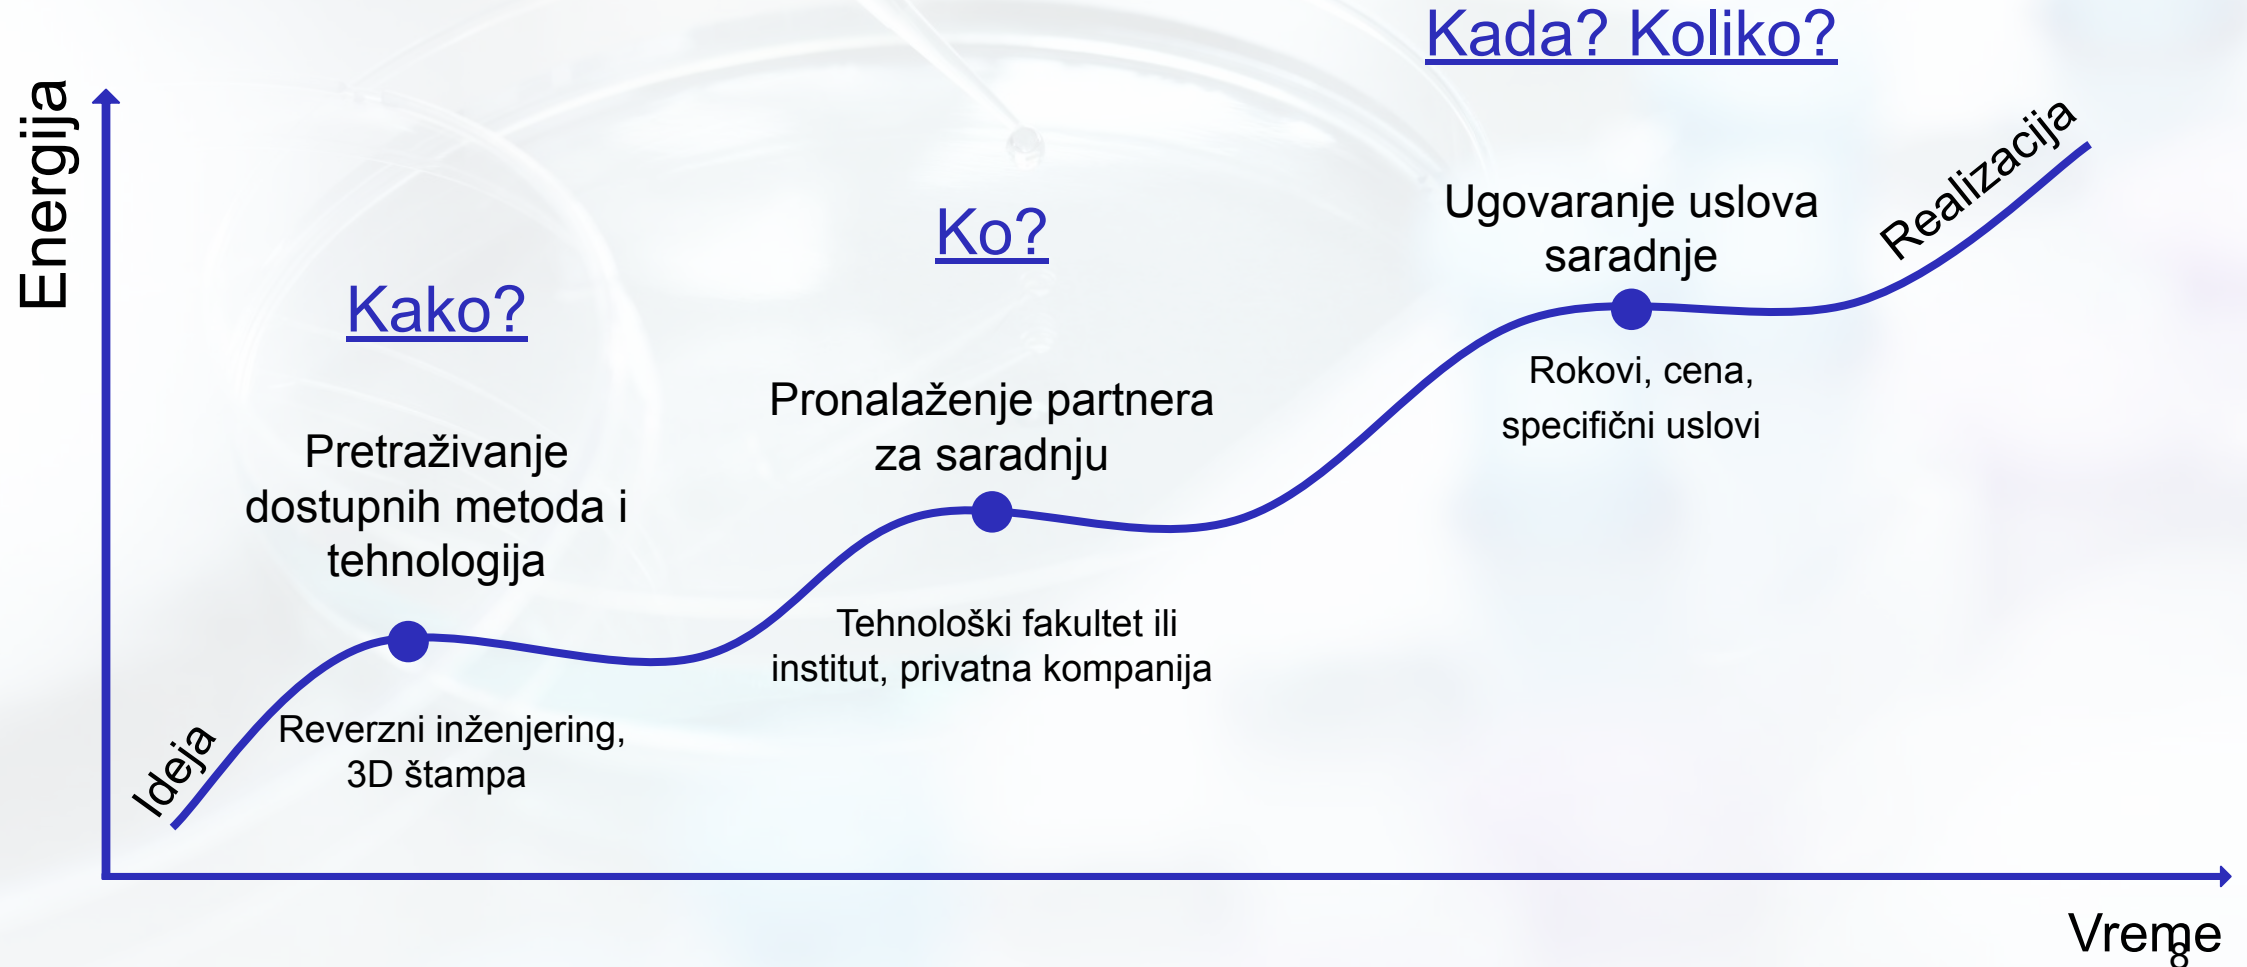 Kada? Koliko?
Energija
Realizacija
Ugovaranje uslova
saradnje
Ko?
Kako?
Rokovi, cena,
specifični uslovi
Pronalaženje partnera
za saradnju
Pretraživanje
dostupnih metoda i
tehnologija
Tehnološki fakultet ili
institut, privatna kompanija
Ideja
Reverzni inženjering,
3D štampa
Vreme
8